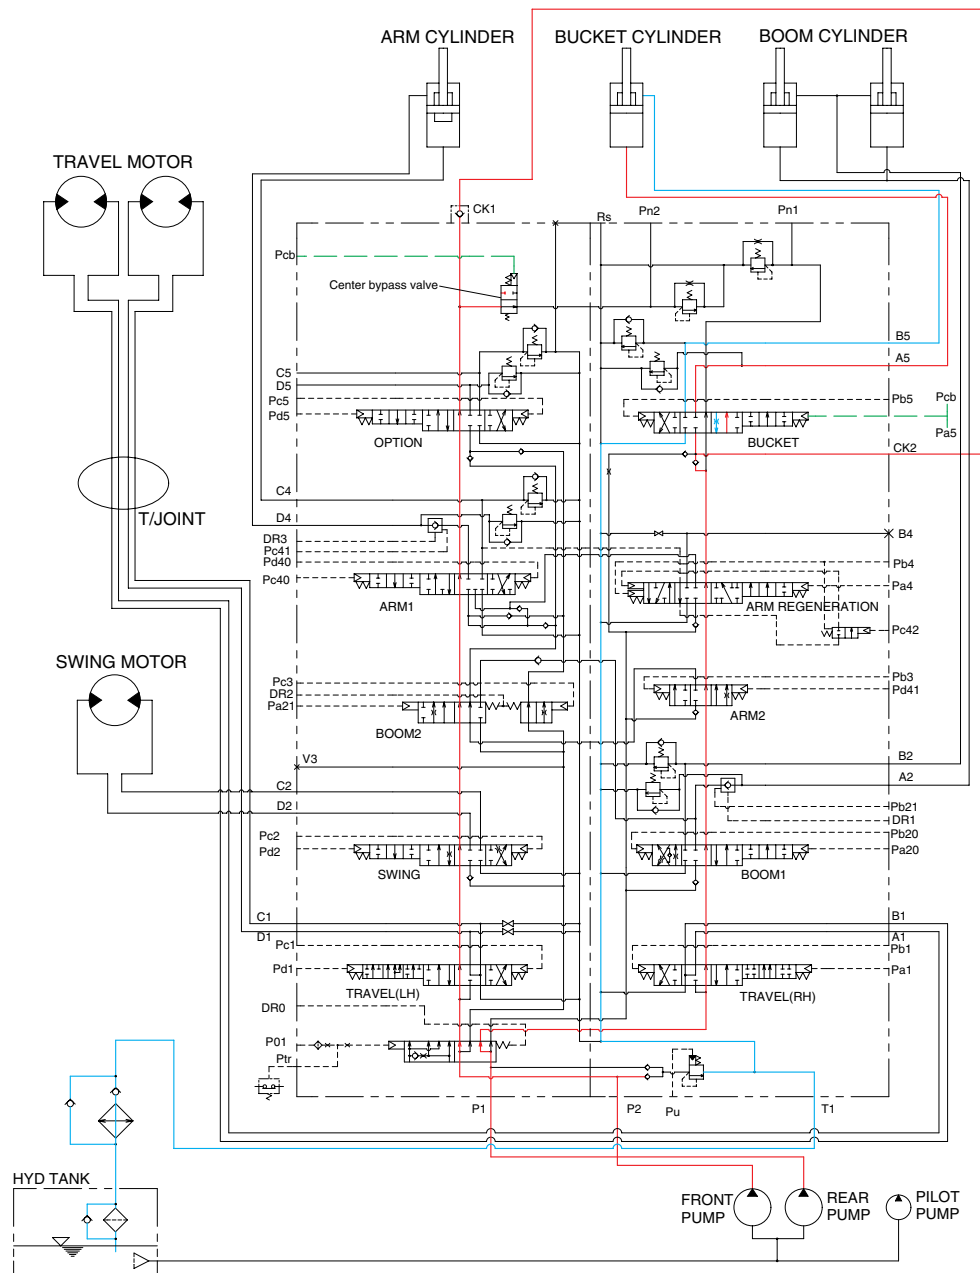 ARM CYLINDER
BUCKET CYLINDER
BOOM CYLINDER
TRAVEL MOTOR
CK1
Rs
Pn2
Pn1
Pcb
Center bypass valve
B5
A5
C5
D5
Pc5
Pd5
Pb5
Pcb
Pa5
OPTION
BUCKET
CK2
T/JOINT
C4
D4
DR3
Pc41
Pd40
Pc40
B4
Pb4
Pa4
ARM1
ARM REGENERATION
Pc42
SWING MOTOR
Pc3
DR2
Pa21
Pb3
Pd41
BOOM2
ARM2
V3
B2
C2
A2
D2
Pb21
DR1
Pc2
Pd2
Pb20
Pa20
SWING
BOOM1
C1
D1
Pc1
Pd1
B1
A1
Pb1
Pa1
TRAVEL(LH)
TRAVEL(RH)
DR0
P01
Ptr
P1
P2
Pu
T1
HYD TANK
FRONT
PUMP
REAR
PUMP
PILOT
PUMP